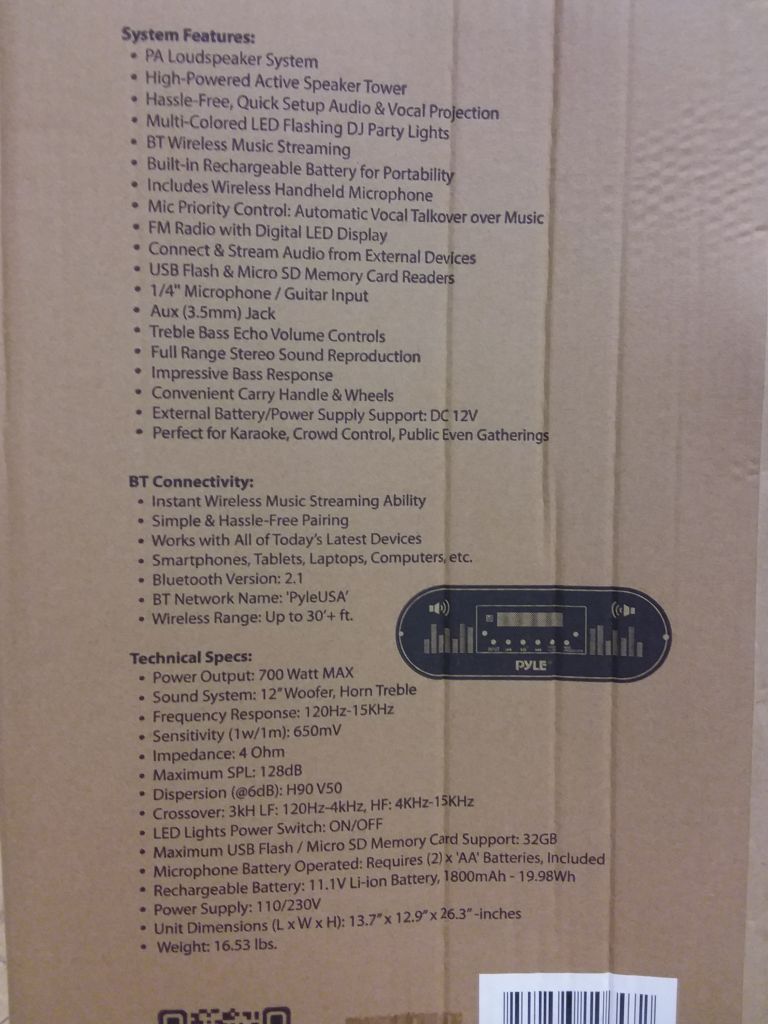 System Features:
• PA Loudspeaker System
• High-Powered Active Speaker Tower
• Hassle-Free, Quick Setup Audio & Vocal Projection
• Multi-Colored LED Flashing DJ Party Lights
• BT Wireless Music Streaming
• Built-in Rechargeable Battery for Portability
• Includes Wireless Handheld Microphone
• Mic Priority Control: Automatic Vocal Talkover over Music
• FM Radio with Digital LED Display
• Connect & Stream Audio from External Devices
• USB Flash & Micro SD Memory Card Readers
• 1/4" Microphone / Guitar Input
• Aux (3.5mm) Jack
• Treble Bass Echo Volume Controls
• Full Range Stereo Sound Reproduction
• Impressive Bass Response
• Convenient Carry Handle & Wheels
• External Battery/Power Supply Support: DC 12V
• Perfect for Karaoke, Crowd Control, Public Even Gatherings
BT Connectivity:
• Instant Wireless Music Streaming Ability
• Simple & Hassle-Free Pairing
• Works with All of Today's Latest Devices
• Smartphones, Tablets, Laptops, Computers, etc.
• Bluetooth Version: 2.1
• BT Network Name: 'PyleUSA'
• Wireless Range: Up to 30'+ ft.
PYLE
Technical Specs:
• Power Output: 700 Watt MAX
• Sound System: 12" Woofer, Horn Treble
• Frequency Response: 120Hz-15KHz
• Sensitivity (1w/1m): 650mV
• Impedance: 4 Ohm
• Maximum SPL: 128dB
• Dispersion (@6dB): H90 V50
• Crossover: 3kH LF: 120Hz-4kHz, HF: 4KHz-15KHz
• LED Lights Power Switch: ON/OFF
• Maximum USB Flash / Micro SD Memory Card Support: 32GB
• Microphone Battery Operated: Requires (2) x 'AA' Batteries, Included
• Rechargeable Battery: 11.1V Li-ion Battery, 1800mAh - 19.98Wh
• Power Supply: 110/230V
• Unit Dimensions (L x W x H): 13.7" x 12.9" x 26.3" -inches
• Weight: 16.53 lbs.